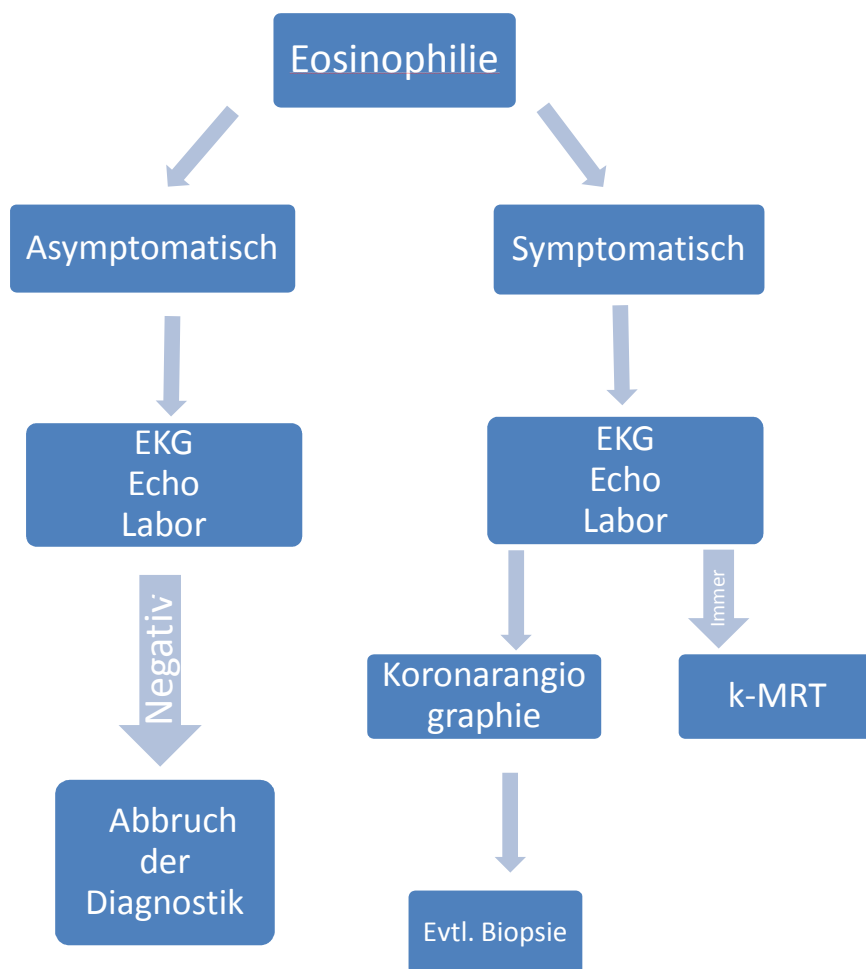 Eosinophilie
Asymptomatisch
Symptomatisch
EKG
Echo
Labor
EKG
Echo
Labor
Negativ
Immer
Koronarangio
graphie
k-MRT
Abbruch
der
Diagnostik
Evtl. Biopsie